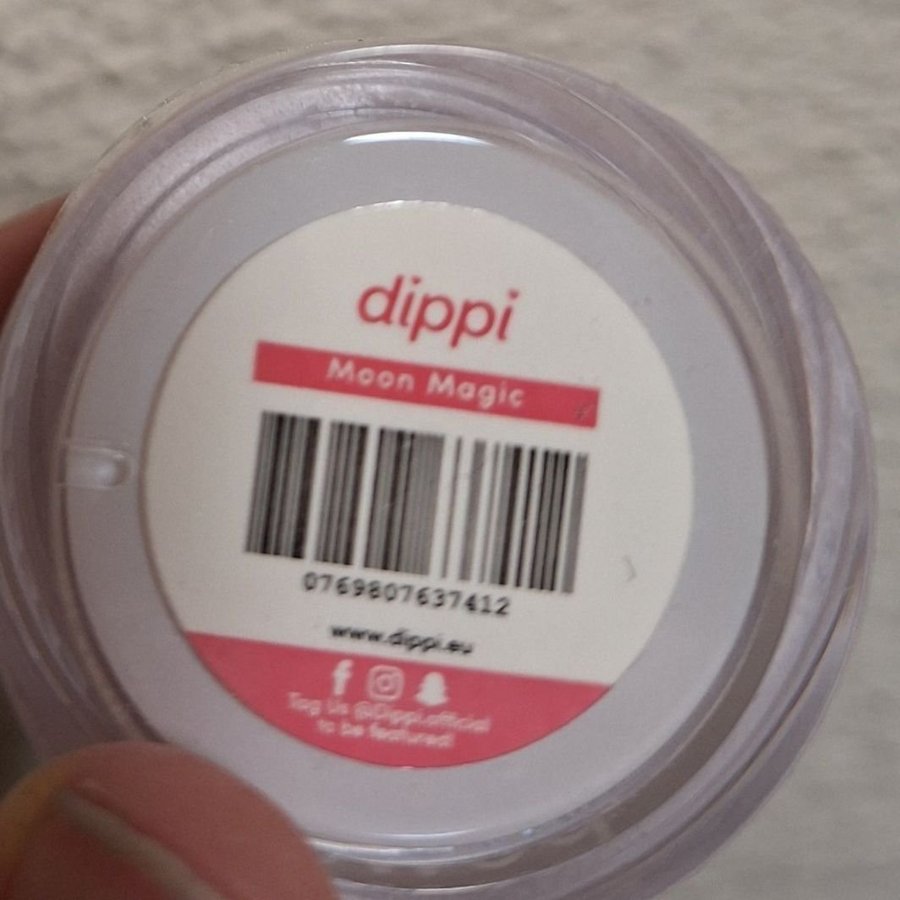 dippi
Moon Magic
0769807637412
www.dippi.eu
Tag Us @Dippi.official
to be featured!